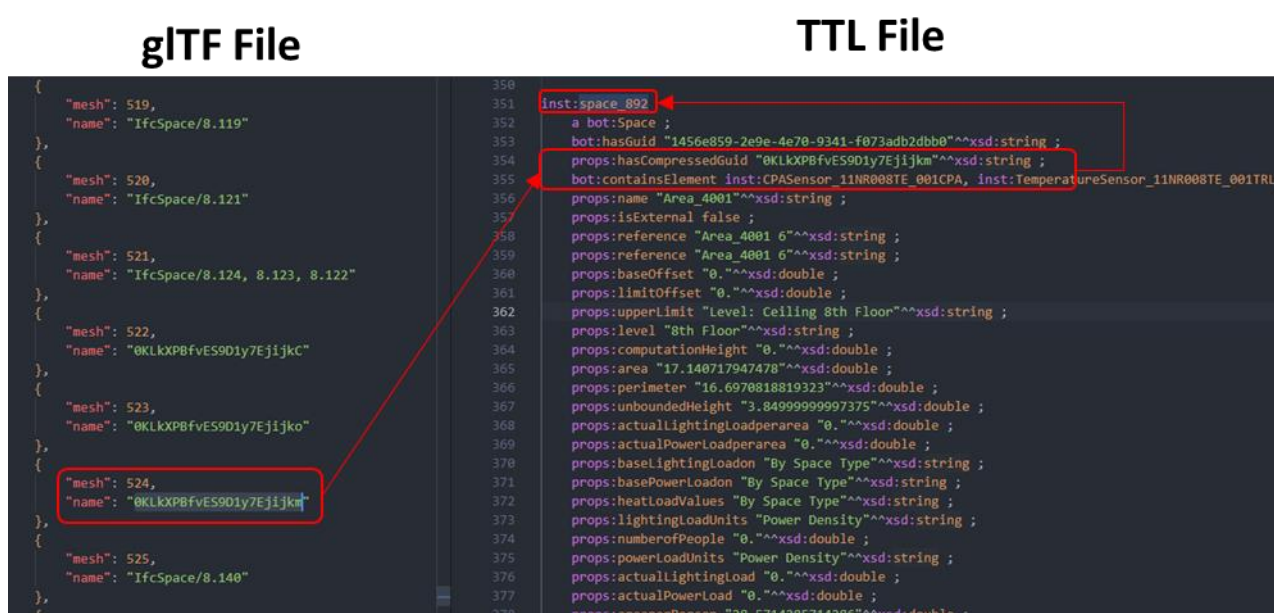 glTF File
{
"mesh": 519,
"name": "IfcSpace/8.119"
},
{
"mesh": 520,
"name": "IfcSpace/8.121"
},
{
"mesh": 521,
"name": "IfcSpace/8.124, 8.123, 8.122"
},
{
"mesh": 522,
"name": "0KLkXPBfvES9D1y7EjijkC"
},
{
"mesh": 523,
"name": "0KLkXPBfvES9D1y7Ejijko"
},
{
"mesh": 524,
"name": "0KLkXPBfvES9D1y7Ejijkm"
},
{
"mesh": 525,
"name": "IfcSpace/8.140"
},
TTL File
350
351 inst:space_892
352 a bot:Space ;
353 bot:hasGuid "1456e859-2e9e-4e70-9341-f073adb2dbb0"^^xsd:string ;
354 props:hasCompressedGuid "0KLkXPBfvES9D1y7Ejijkm"^^xsd:string ;
355 bot:containsElement inst:CPASensor_11NR008TE_001CPA, inst:TemperatureSensor_11NR008TE_001TRL
356 props:name "Area_4001"^^xsd:string ;
357 props:isExternal false ;
358 props:reference "Area_4001 6"^^xsd:string ;
359 props:reference "Area_4001 6"^^xsd:string ;
360 props:baseOffset "0."^^xsd:double ;
361 props:limitOffset "0."^^xsd:double ;
362 props:upperLimit "Level: Ceiling 8th Floor"^^xsd:string ;
363 props:level "8th Floor"^^xsd:string ;
364 props:computationHeight "0."^^xsd:double ;
365 props:area "17.140717947478"^^xsd:double ;
366 props:perimeter "16.6970818819323"^^xsd:double ;
367 props:unboundedHeight "3.84999999997375"^^xsd:double ;
368 props:actualLightingLoadperarea "0."^^xsd:double ;
369 props:actualPowerLoadperarea "0."^^xsd:double ;
370 props:baseLightingLoadon "By Space Type"^^xsd:string ;
371 props:basePowerLoadon "By Space Type"^^xsd:string ;
372 props:heatLoadValues "By Space Type"^^xsd:string ;
373 props:lightingLoadUnits "Power Density"^^xsd:string ;
374 props:numberofPeople "0."^^xsd:double ;
375 props:powerLoadUnits "Power Density"^^xsd:string ;
376 props:actualLightingLoad "0."^^xsd:double ;
377 props:actualPowerLoad "0."^^xsd:double ;